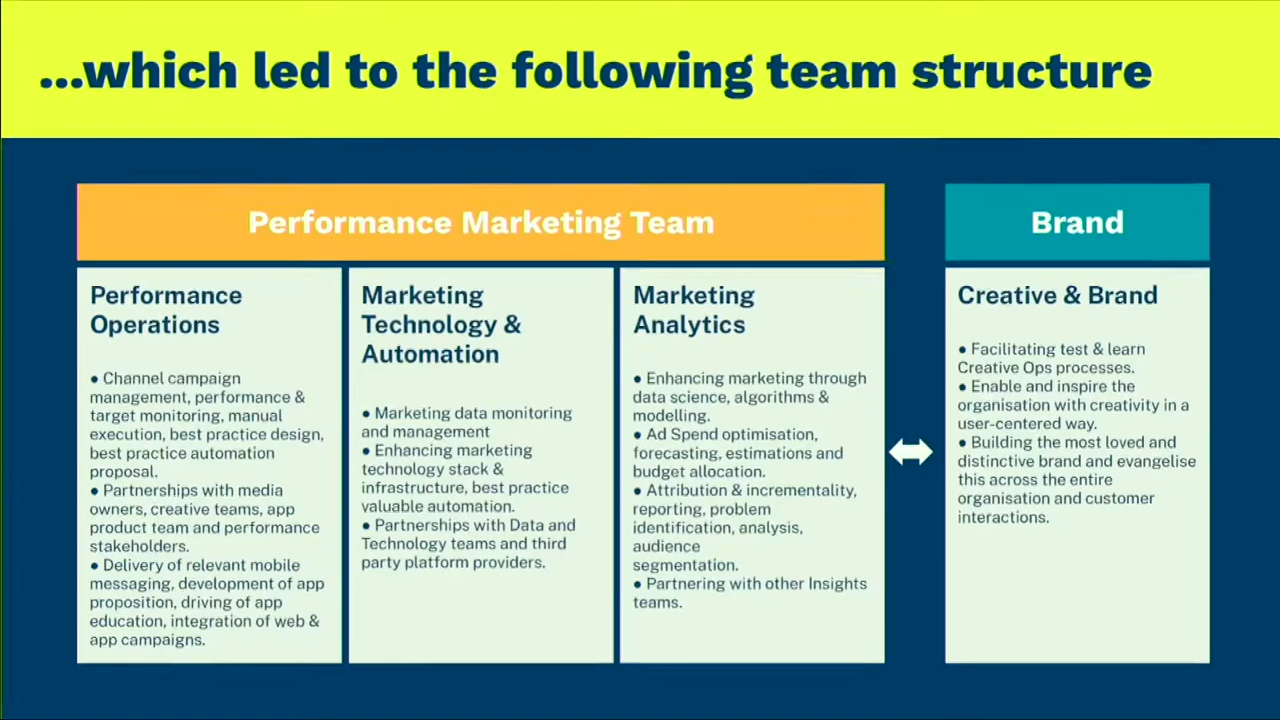 ...which led to the following team structure
Performance Marketing Team
Performance
Operations
● Channel campaign
management, performance &
target monitoring, manual
execution, best practice design,
best practice automation
proposal.
● Partnerships with media
owners, creative teams, app
product team and performance
stakeholders.
● Delivery of relevant mobile
messaging, development of app
proposition, driving of app
education, integration of web &
app campaigns.
Marketing
Technology &
Automation
● Marketing data monitoring
and management
● Enhancing marketing
technology stack &
infrastructure, best practice
valuable automation.
● Partnerships with Data and
Technology teams and third
party platform providers.
Marketing
Analytics
● Enhancing marketing through
data science, algorithms &
modelling.
● Ad Spend optimisation,
forecasting, estimations and
budget allocation.
● Attribution & incrementality,
reporting, problem
identification, analysis,
audience
segmentation.
● Partnering with other Insights
teams.
Brand
Creative & Brand
● Facilitating test & learn
Creative Ops processes.
● Enable and inspire the
organisation with creativity in a
user-centered way.
● Building the most loved and
distinctive brand and evangelise
this across the entire
organisation and customer
interactions.